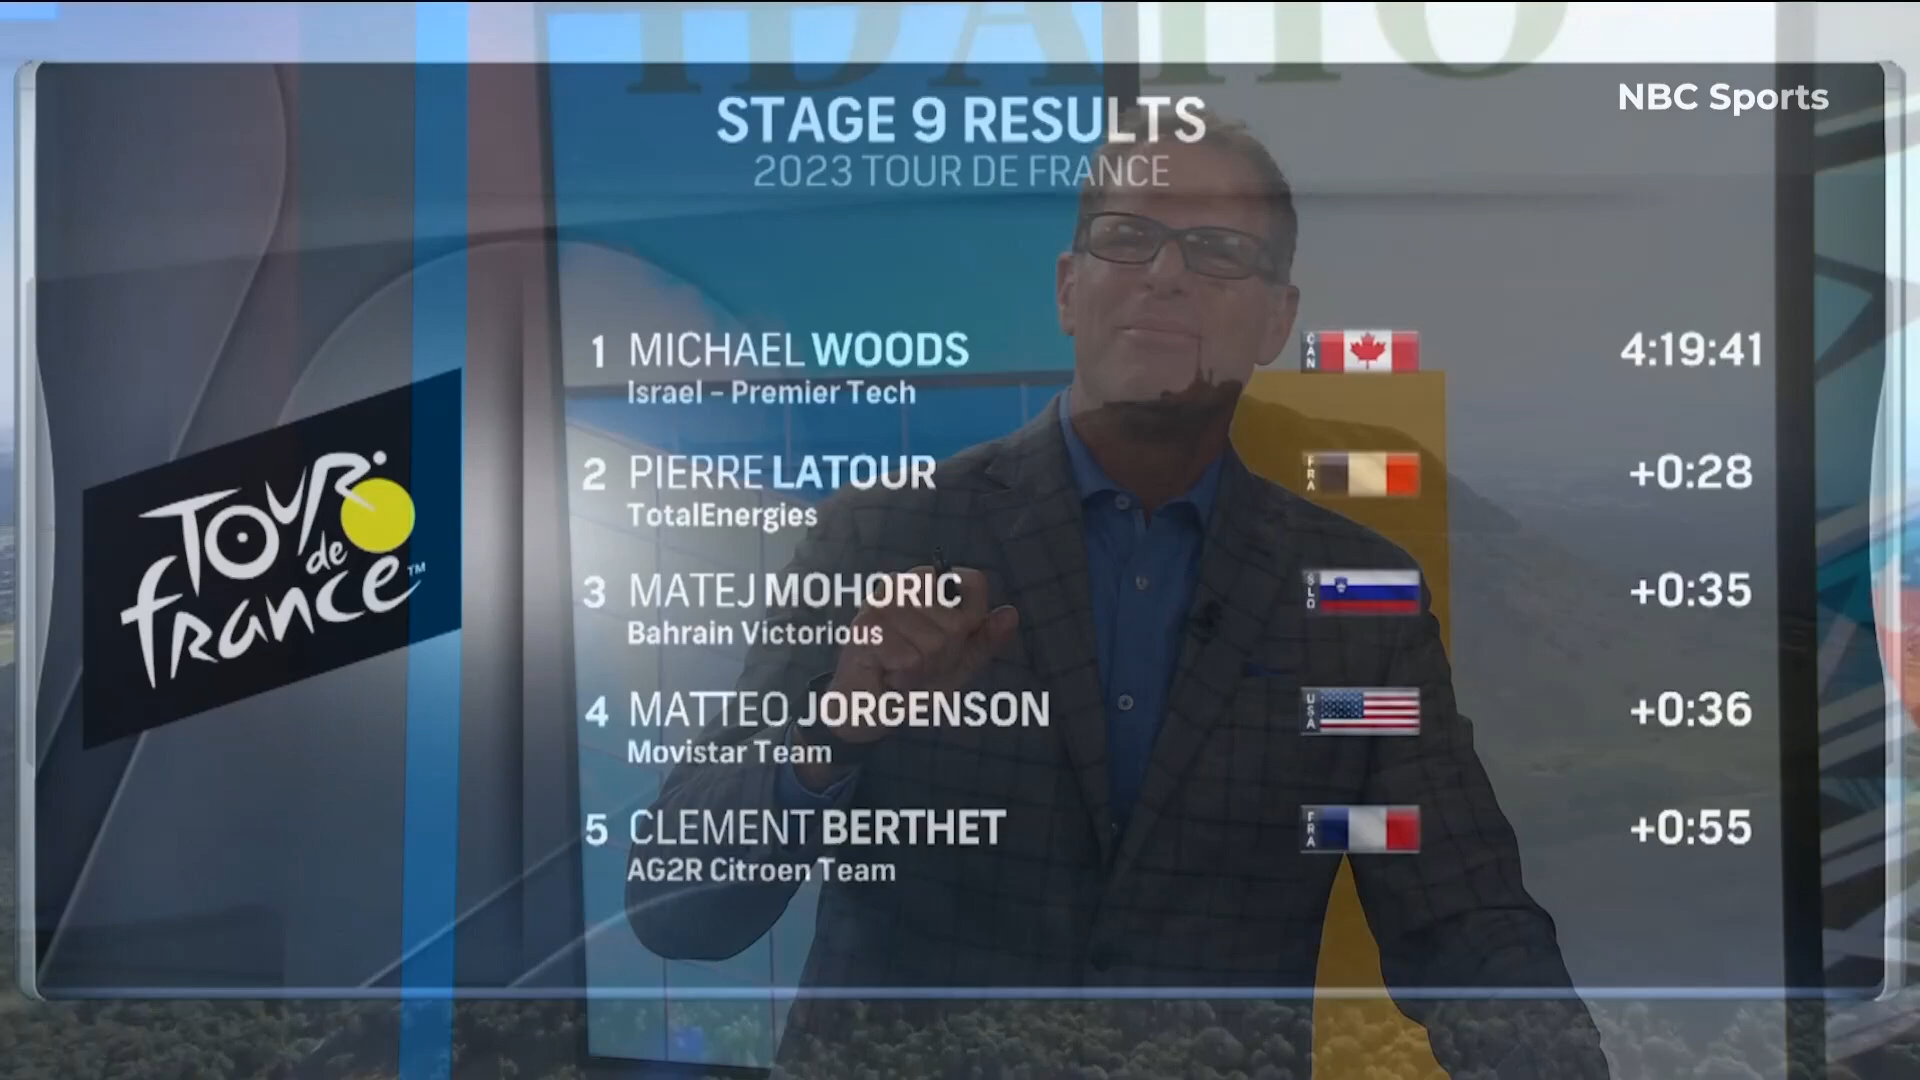 IDAHO
NBC Sports
STAGE 9 RESULTS
2023 TOUR DE FRANCE
1 MICHAEL WOODS CAN 4:19:41
Israel – Premier Tech
2 PIERRE LATOUR FRA +0:28
TotalEnergies
3 MATEJ MOHORIC SLO +0:35
Bahrain Victorious
4 MATTEO JORGENSON USA +0:36
Movistar Team
5 CLEMENT BERTHET FRA +0:55
AG2R Citroen Team
TOUR
de
france™